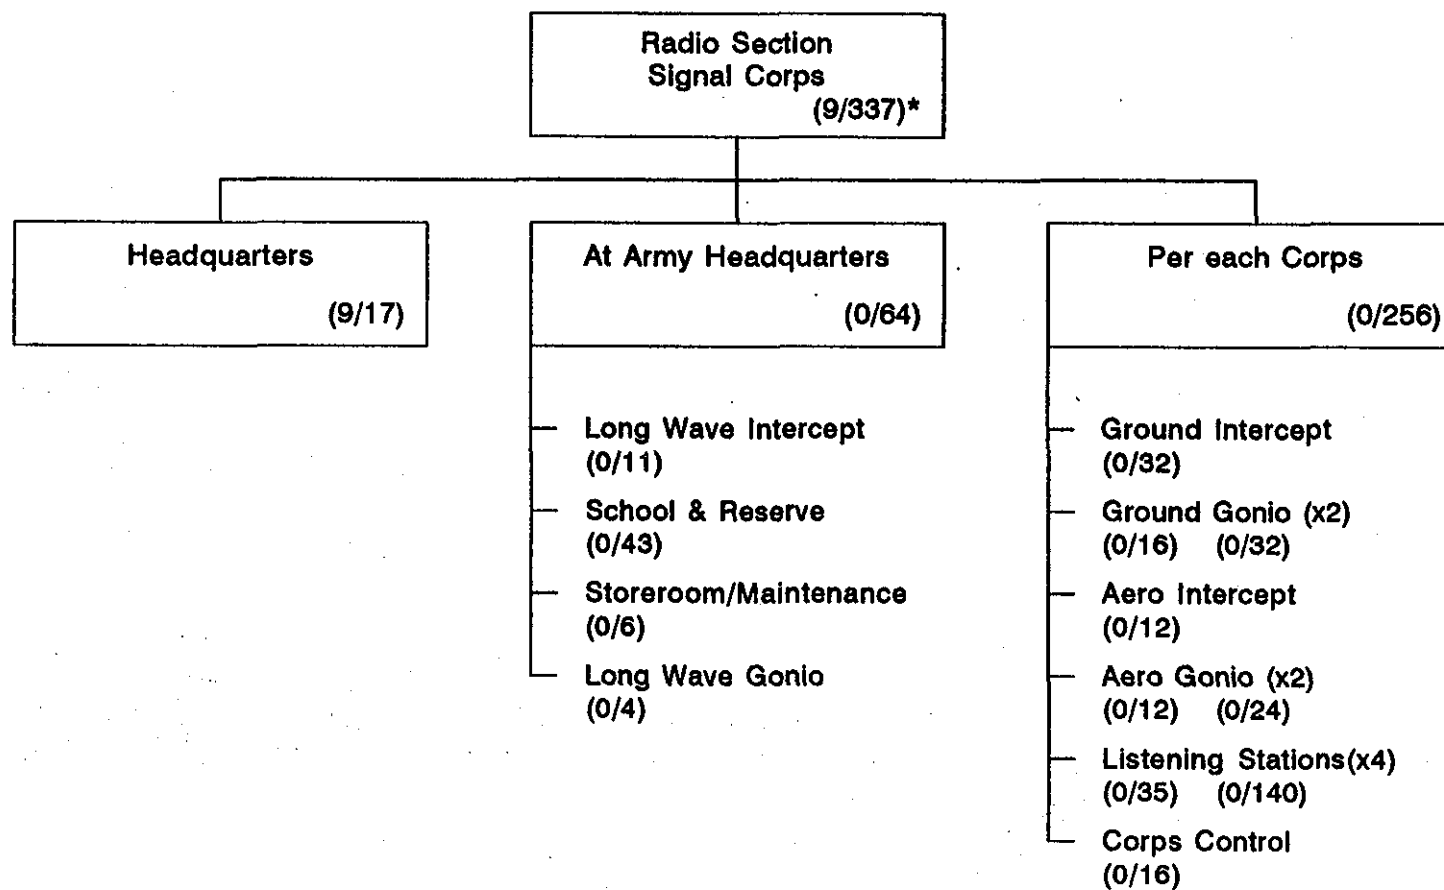 Radio Section
Signal Corps
(9/337)*
Headquarters
(9/17)
At Army Headquarters
(0/64)
Long Wave Intercept
(0/11)
School & Reserve
(0/43)
Storeroom/Maintenance
(0/6)
Long Wave Gonio
(0/4)
Per each Corps
(0/256)
Ground Intercept
(0/32)
Ground Gonio (x2)
(0/16) (0/32)
Aero Intercept
(0/12)
Aero Gonio (x2)
(0/12) (0/24)
Listening Stations(x4)
(0/35) (0/140)
Corps Control
(0/16)